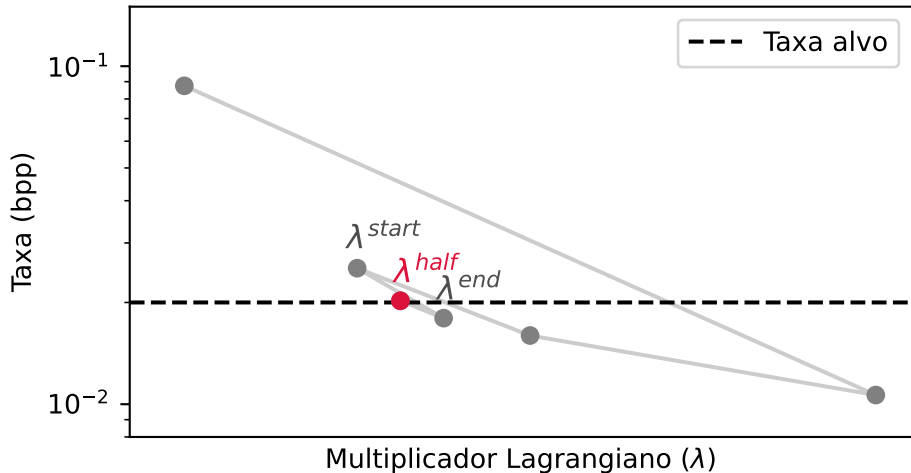 Taxa alvo
10⁻¹
Taxa (bpp)
λ^start
λ^half
λ^end
10⁻²
Multiplicador Lagrangiano (λ)